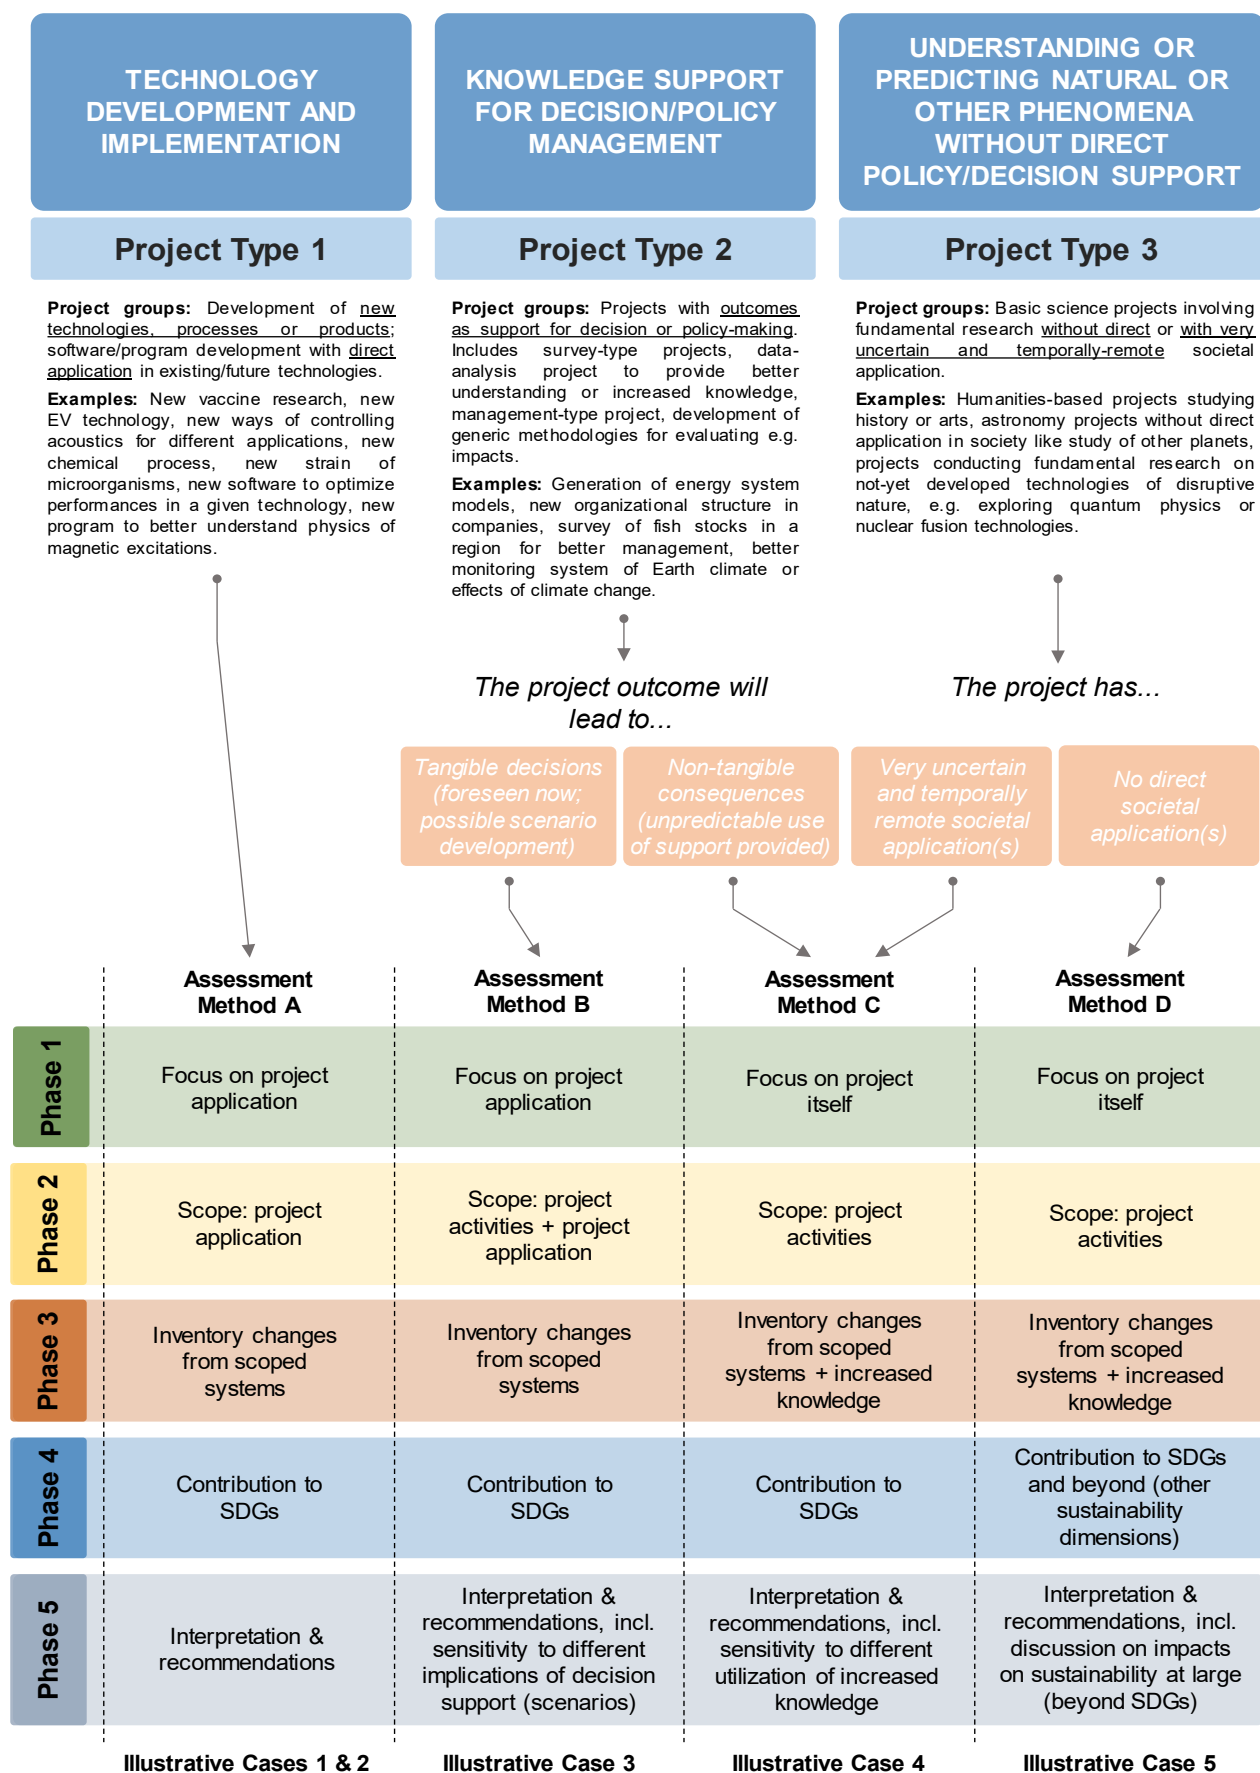 TECHNOLOGY
DEVELOPMENT AND
IMPLEMENTATION
Project Type 1
Project groups: Development of new
technologies, processes or products;
software/program development with direct
application in existing/future technologies.
Examples: New vaccine research, new
EV technology, new ways of controlling
acoustics for different applications, new
chemical process, new strain of
microorganisms, new software to optimize
performances in a given technology, new
program to better understand physics of
magnetic excitations.
KNOWLEDGE SUPPORT
FOR DECISION/POLICY
MANAGEMENT
Project Type 2
Project groups: Projects with outcomes
as support for decision or policy-making.
Includes survey-type projects, data-
analysis project to provide better
understanding or increased knowledge,
management-type project, development of
generic methodologies for evaluating e.g.
impacts.
Examples: Generation of energy system
models, new organizational structure in
companies, survey of fish stocks in a
region for better management, better
monitoring system of Earth climate or
effects of climate change.
UNDERSTANDING OR
PREDICTING NATURAL OR
OTHER PHENOMENA
WITHOUT DIRECT
POLICY/DECISION SUPPORT
Project Type 3
Project groups: Basic science projects involving
fundamental research without direct or with very
uncertain and temporally-remote societal
application.
Examples: Humanities-based projects studying
history or arts, astronomy projects without direct
application in society like study of other planets,
projects conducting fundamental research on
not-yet developed technologies of disruptive
nature, e.g. exploring quantum physics or
nuclear fusion technologies.
The project outcome will
lead to...
The project has...
Tangible decisions
(foreseen now;
possible scenario
development)
Non-tangible
consequences
(unpredictable use
of support provided)
Very uncertain
and temporally
remote societal
application(s)
No direct
societal
application(s)
Assessment
Method A
Assessment
Method B
Assessment
Method C
Assessment
Method D
Phase 1
Focus on project
application
Focus on project
application
Focus on project
itself
Focus on project
itself
Phase 2
Scope: project
application
Scope: project
activities + project
application
Scope: project
activities
Scope: project
activities
Phase 3
Inventory changes
from scoped
systems
Inventory changes
from scoped
systems
Inventory changes
from scoped
systems + increased
knowledge
Inventory changes
from scoped
systems + increased
knowledge
Phase 4
Contribution to
SDGs
Contribution to
SDGs
Contribution to
SDGs
Contribution to SDGs
and beyond (other
sustainability
dimensions)
Phase 5
Interpretation &
recommendations
Interpretation &
recommendations, incl.
sensitivity to different
implications of decision
support (scenarios)
Interpretation &
recommendations, incl.
sensitivity to different
utilization of increased
knowledge
Interpretation &
recommendations, incl.
discussion on impacts
on sustainability at large
(beyond SDGs)
Illustrative Cases 1 & 2
Illustrative Case 3
Illustrative Case 4
Illustrative Case 5